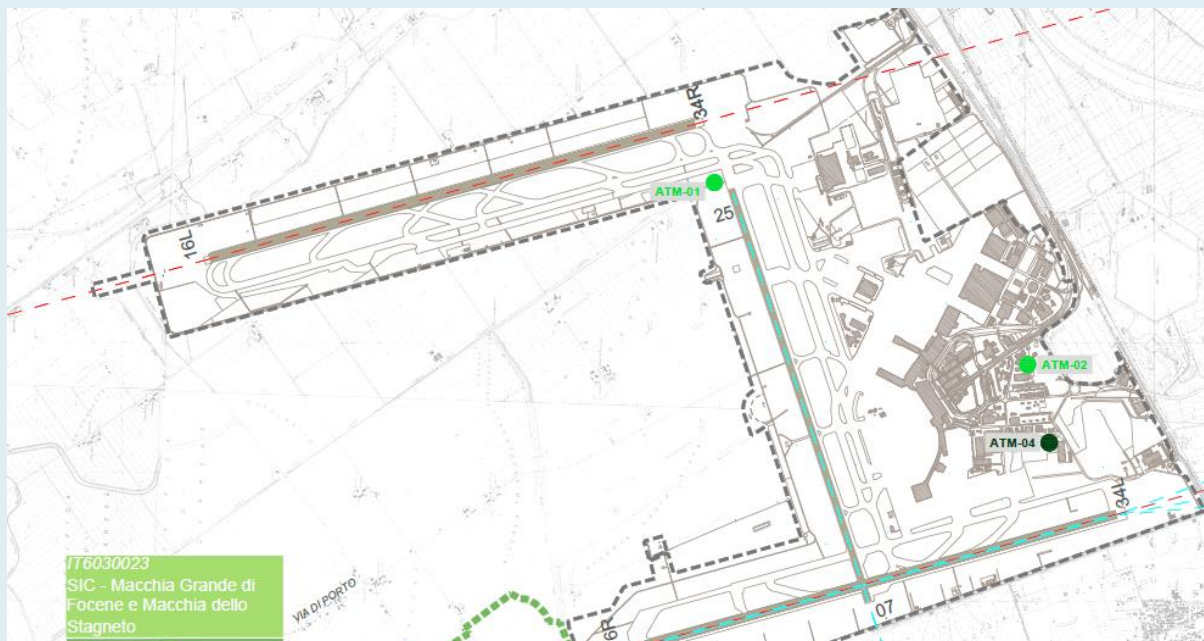 34R
ATM-01
25
16L
ATM-02
ATM-04
34L
IT6030023
SIC - Macchia Grande di
Focene e Macchia dello
Stagneto
VIA DI PORTO
6R
07